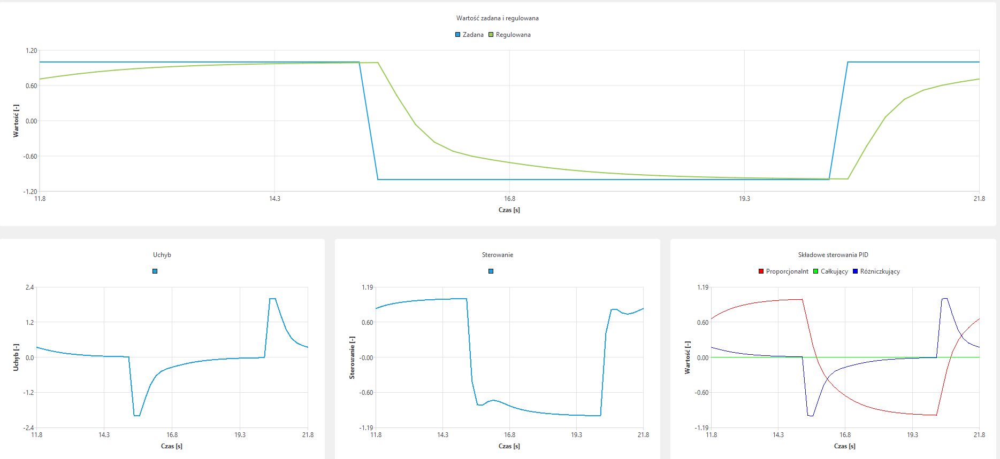 Wartość zadana i regulowana
Zadana Regulowana
1.20
0.60
0.00
-0.60
-1.20
Wartość [-]
11.8 14.3 16.8 19.3 21.8
Czas [s]
Uchyb
2.4
1.2
0.0
-1.2
-2.4
Uchyb [-]
11.8 14.3 16.8 19.3 21.8
Czas [s]
Sterowanie
1.19
0.60
-0.00
-0.60
-1.19
Sterowanie [-]
11.8 14.3 16.8 19.3 21.8
Czas [s]
Składowe sterowania PID
Proporcjonalnt Całkujący Różniczkujący
1.19
0.60
0.00
-0.60
-1.19
Wartość [-]
11.8 14.3 16.8 19.3 21.8
Czas [s]